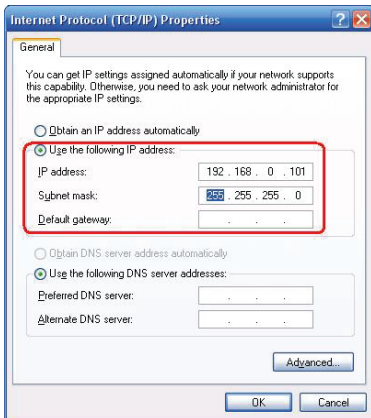 Internet Protocol (TCP/IP) Properties
General
You can get IP settings assigned automatically if your network supports
this capability. Otherwise, you need to ask your network administrator for
the appropriate IP settings.
Obtain an IP address automatically
Use the following IP address:
IP address: 192 . 168 . 0 . 101
Subnet mask: 255 . 255 . 255 . 0
Default gateway: . . .
Obtain DNS server address automatically
Use the following DNS server addresses:
Preferred DNS server: . . .
Alternate DNS server: . . .
Advanced...
OK Cancel